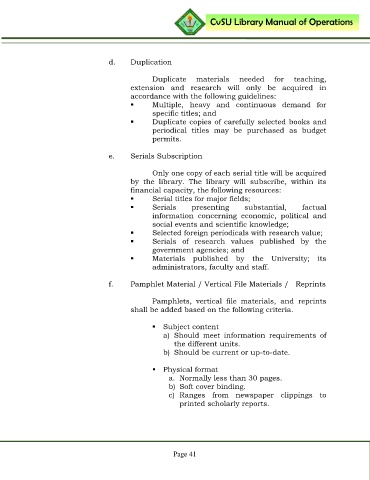 CvSU Library Manual of Operations
d. Duplication
Duplicate materials needed for teaching,
extension and research will only be acquired in
accordance with the following guidelines:
▪ Multiple, heavy and continuous demand for
specific titles; and
▪ Duplicate copies of carefully selected books and
periodical titles may be purchased as budget
permits.
e. Serials Subscription
Only one copy of each serial title will be acquired
by the library. The library will subscribe, within its
financial capacity, the following resources:
▪ Serial titles for major fields;
▪ Serials presenting substantial, factual
information concerning economic, political and
social events and scientific knowledge;
▪ Selected foreign periodicals with research value;
▪ Serials of research values published by the
government agencies; and
▪ Materials published by the University; its
administrators, faculty and staff.
f. Pamphlet Material / Vertical File Materials / Reprints
Pamphlets, vertical file materials, and reprints
shall be added based on the following criteria.
▪ Subject content
a) Should meet information requirements of
the different units.
b) Should be current or up-to-date.
▪ Physical format
a. Normally less than 30 pages.
b) Soft cover binding.
c) Ranges from newspaper clippings to
printed scholarly reports.
Page 41